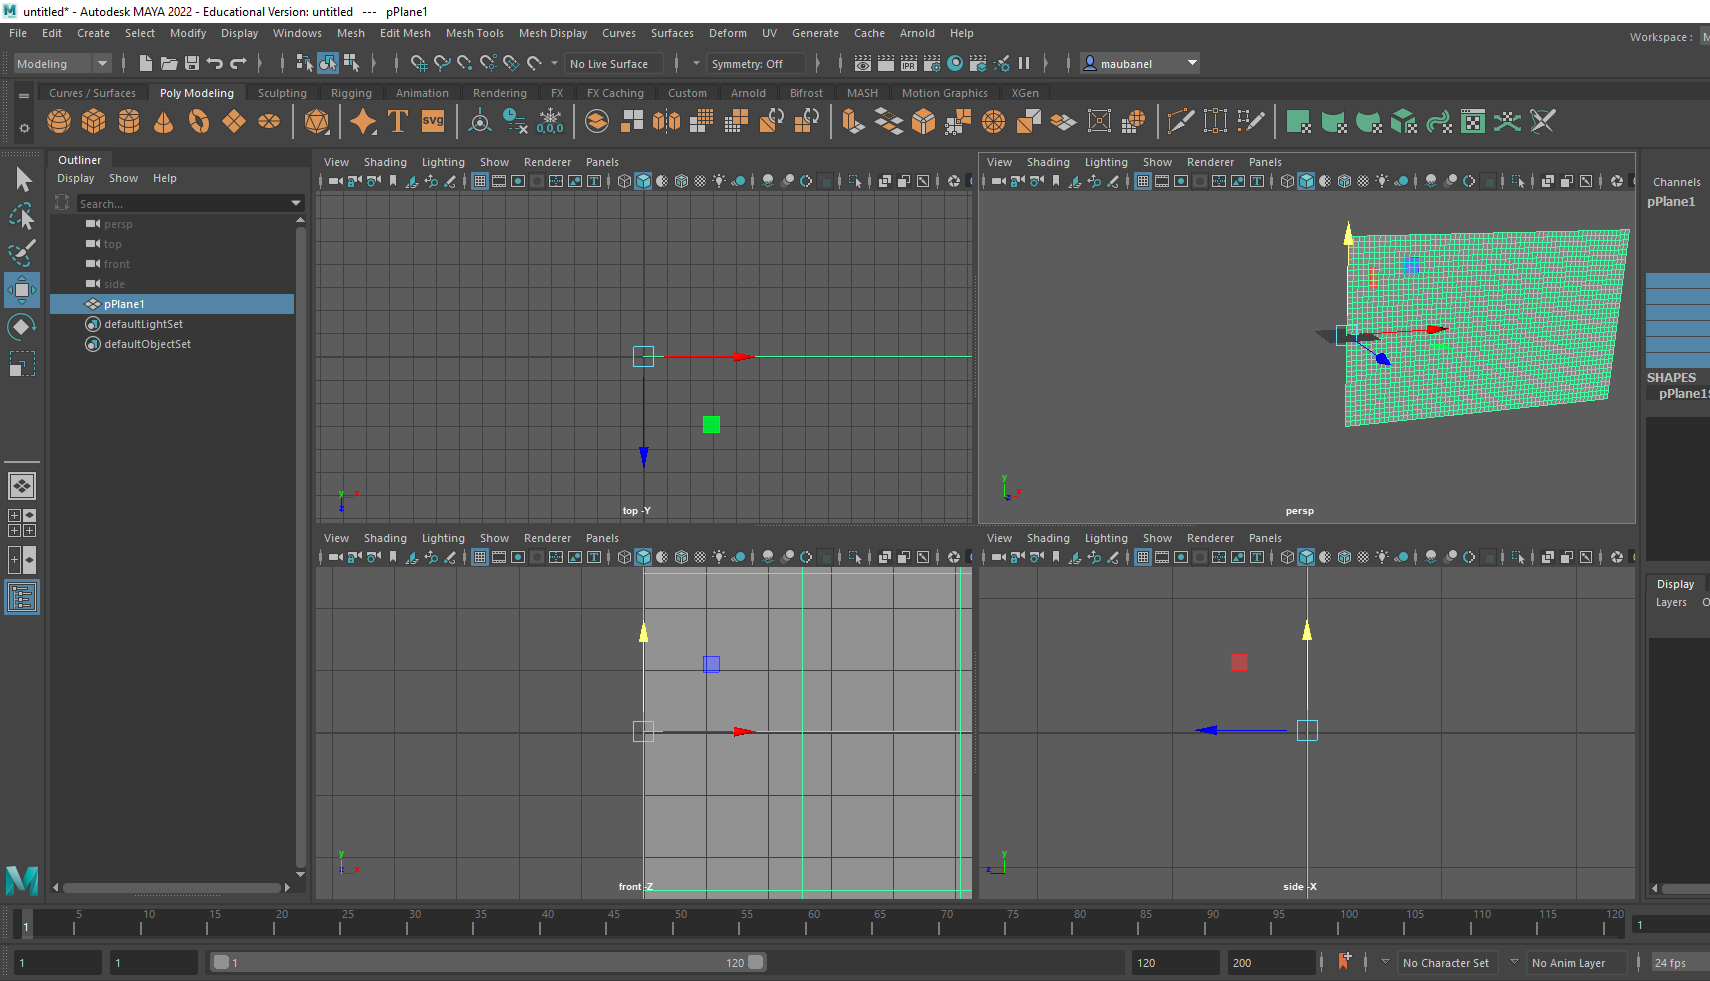 untitled* - Autodesk MAYA 2022 - Educational Version: untitled --- pPlane1
File Edit Create Select Modify Display Windows Mesh Edit Mesh Mesh Tools Mesh Display Curves Surfaces Deform UV Generate Cache Arnold Help
Workspace : M
Modeling No Live Surface Symmetry: Off IPR maubanel
Curves / Surfaces Poly Modeling Sculpting Rigging Animation Rendering FX FX Caching Custom Arnold Bifrost MASH Motion Graphics XGen
T svg 0,0,0
Outliner
Display Show Help
Search...
persp
top
front
side
pPlane1
defaultLightSet
defaultObjectSet
View Shading Lighting Show Renderer Panels
y x z
top -Y
View Shading Lighting Show Renderer Panels
y x z
persp
View Shading Lighting Show Renderer Panels
y z x
front -Z
View Shading Lighting Show Renderer Panels
y z
side -X
Channels
pPlane1
SHAPES
pPlane1S
Display
Layers O
1 5 10 15 20 25 30 35 40 45 50 55 60 65 70 75 80 85 90 95 100 105 110 115 120 1
1 1 1 120 120 200 No Character Set No Anim Layer 24 fps